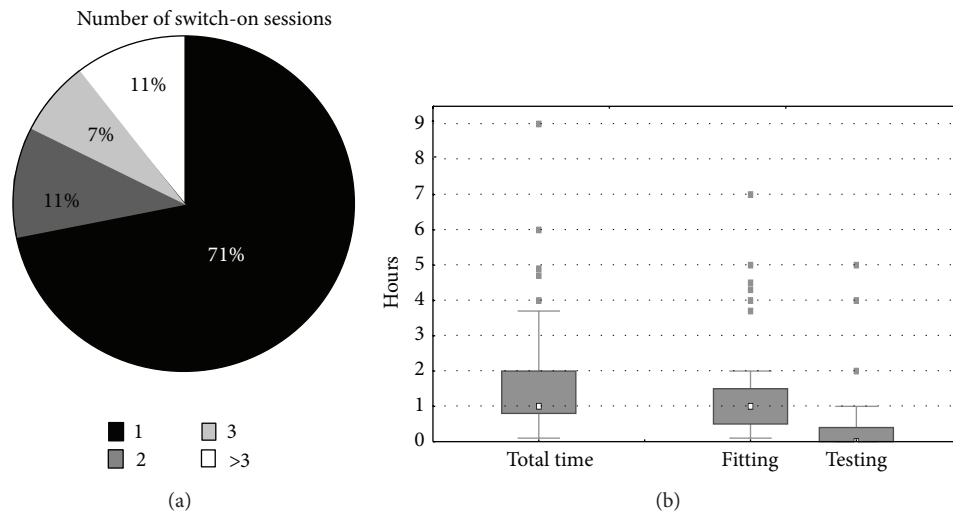 Number of switch-on sessions
11%
7%
11%
71%
1
3
2
>3
(a)
9
8
7
6
5
4
3
2
1
0
Hours
Total time
Fitting
Testing
(b)